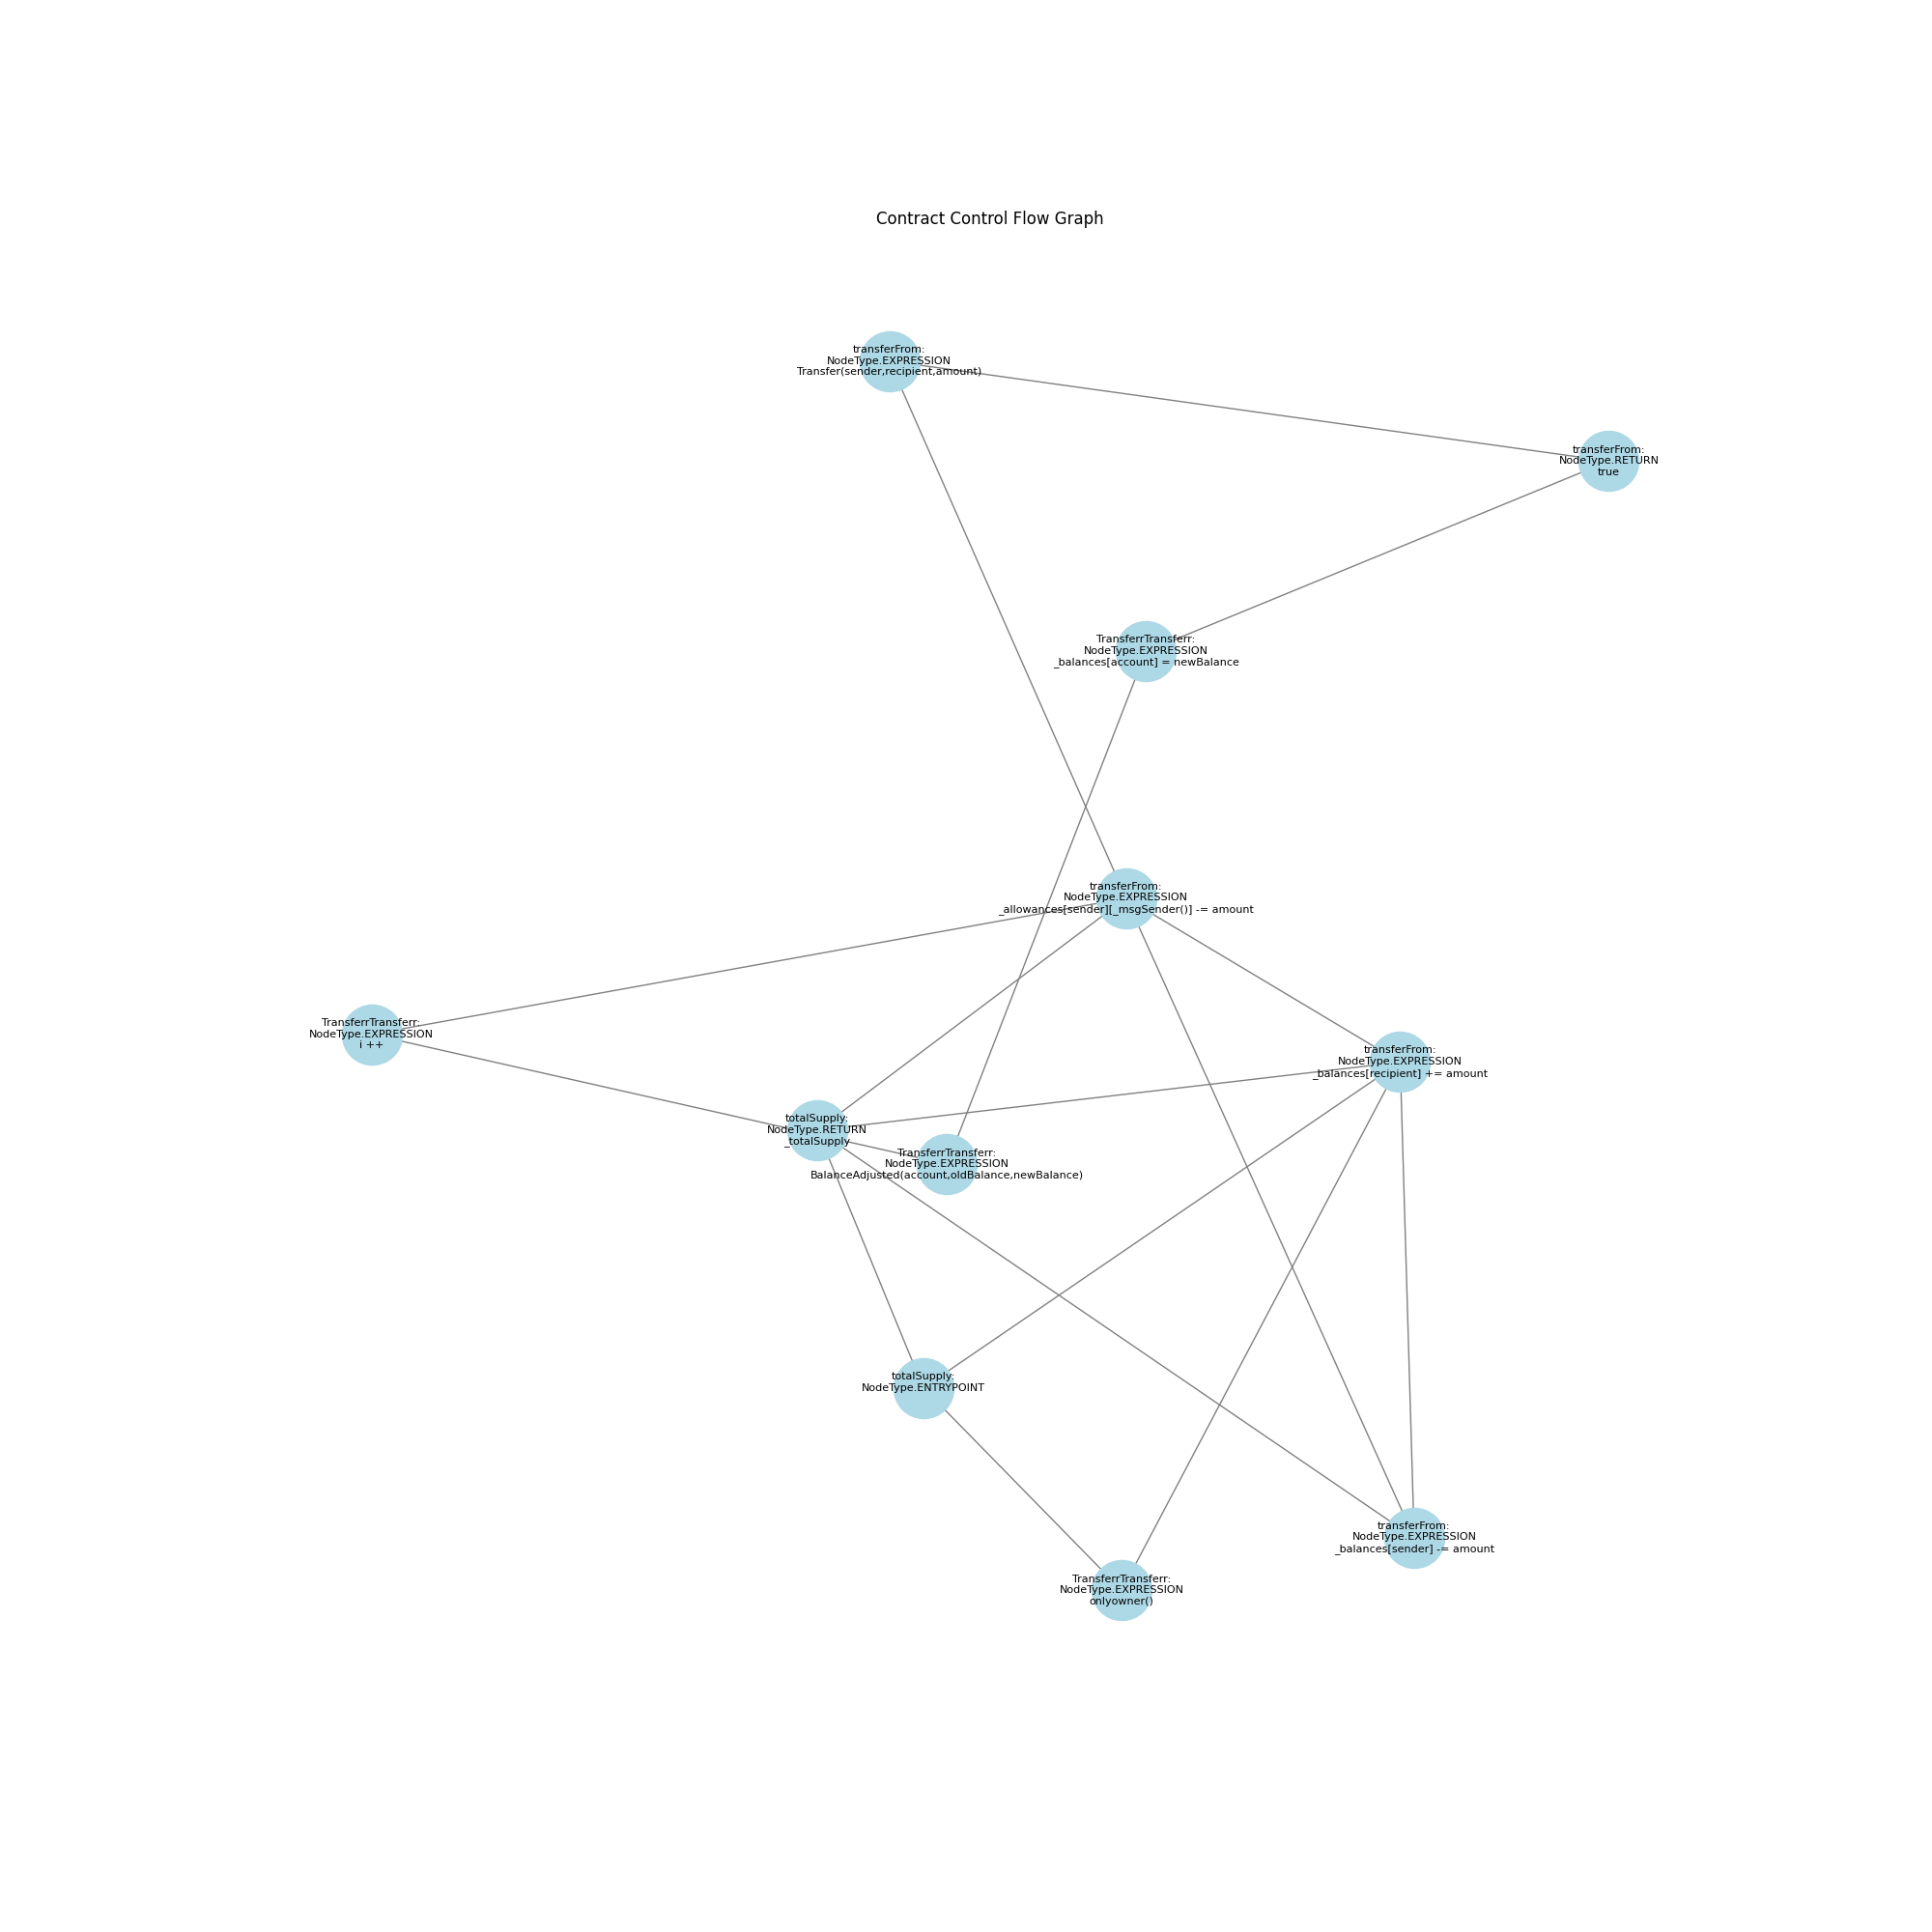 Contract Control Flow Graph
transferFrom:
NodeType.EXPRESSION
Transfer(sender,recipient,amount)
transferFrom:
NodeType.RETURN
true
TransferrTransferr:
NodeType.EXPRESSION
_balances[account] = newBalance
transferFrom:
NodeType.EXPRESSION
_allowances[sender][_msgSender()] -= amount
TransferrTransferr:
NodeType.EXPRESSION
i ++
transferFrom:
NodeType.EXPRESSION
_balances[recipient] += amount
totalSupply:
NodeType.RETURN
_totalSupply
TransferrTransferr:
NodeType.EXPRESSION
BalanceAdjusted(account,oldBalance,newBalance)
totalSupply:
NodeType.ENTRYPOINT
transferFrom:
NodeType.EXPRESSION
_balances[sender] -= amount
TransferrTransferr:
NodeType.EXPRESSION
onlyowner()